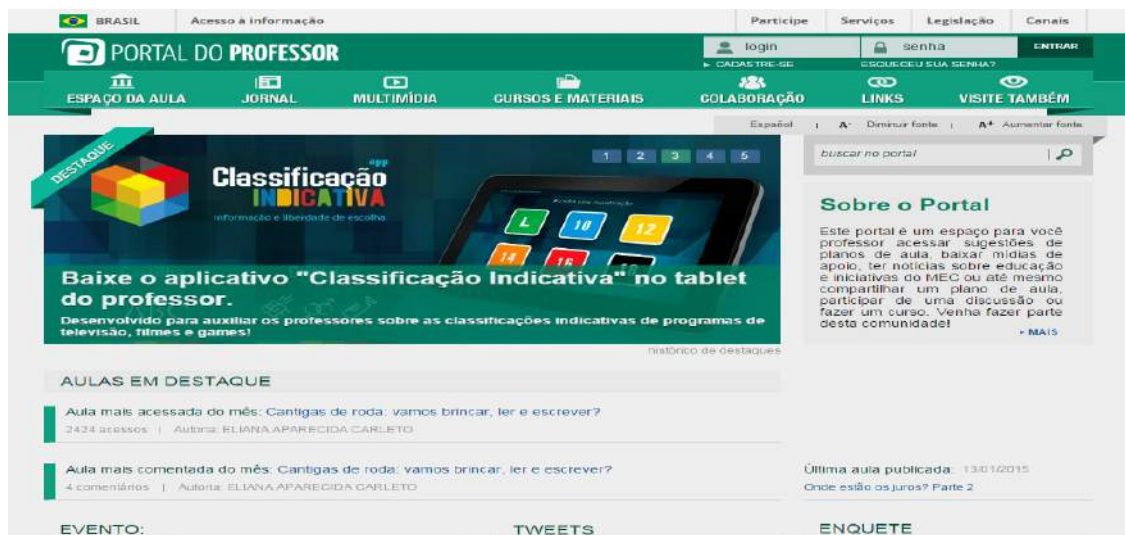 BRASIL Acesso à informação Participe Serviços Legislação Canais
PORTAL DO PROFESSOR login senha ENTRAR
CADASTRE-SE ESQUECEU SUA SENHA?
ESPAÇO DA AULA JORNAL MULTIMÍDIA CURSOS E MATERIAIS COLABORAÇÃO LINKS VISITE TAMBÉM
Español | A- Diminuir fonte | A+ Aumentar fonte
DESTAQUE
1 2 3 4 5
buscar no portal
app
Classificação
INDICATIVA
informação e liberdade de escolha
L 10 12
14 16
Baixe o aplicativo "Classificação Indicativa" no tablet
do professor.
Desenvolvido para auxiliar os professores sobre as classificações indicativas de programas de
televisão, filmes e games!
histórico de destaques
Sobre o Portal
Este portal é um espaço para você
professor acessar sugestões de
planos de aula, baixar mídias de
apoio, ter notícias sobre educação
e iniciativas do MEC ou até mesmo
compartilhar um plano de aula,
participar de uma discussão ou
fazer um curso. Venha fazer parte
desta comunidade!
MAIS
AULAS EM DESTAQUE
Aula mais acessada do mês: Cantigas de roda: vamos brincar, ler e escrever?
2424 acessos | Autoria: ELIANA APARECIDA CARLETO
Aula mais comentada do mês: Cantigas de roda: vamos brincar, ler e escrever?
4 comentários | Autoria: ELIANA APARECIDA CARLETO
Última aula publicada: 13/01/2015
Onde estão os juros? Parte 2
EVENTO: TWEETS ENQUETE